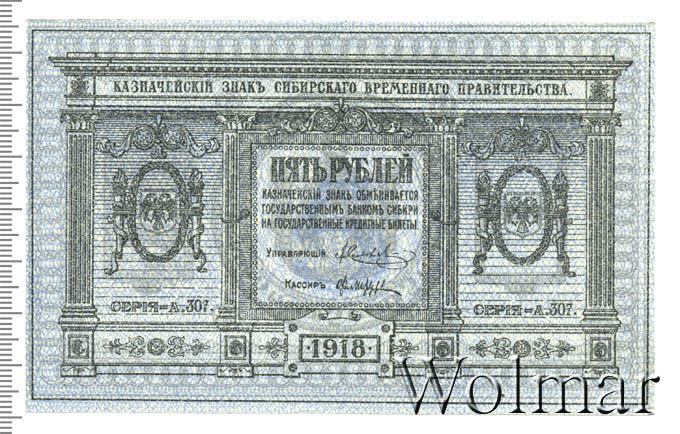 КАЗНАЧЕЙСКІЙ ЗНАКЪ СИБИРСКАГО ВРЕМЕННАГО ПРАВИТЕЛЬСТВА.
ПЯТЬ РУБЛЕЙ
КАЗНАЧЕЙСКІЙ ЗНАКЪ ОБМѢНИВАЕТСЯ
ГОСУДАРСТВЕННЫМЪ БАНКОМЪ СИБИРИ
НА ГОСУДАРСТВЕННЫЕ КРЕДИТНЫЕ БИЛЕТЫ.
УПРАВЛЯЮЩІЙ
КАССИРЪ
СЕРІЯ=А.307.
СЕРІЯ=А.307.
·1918·
Wolmar